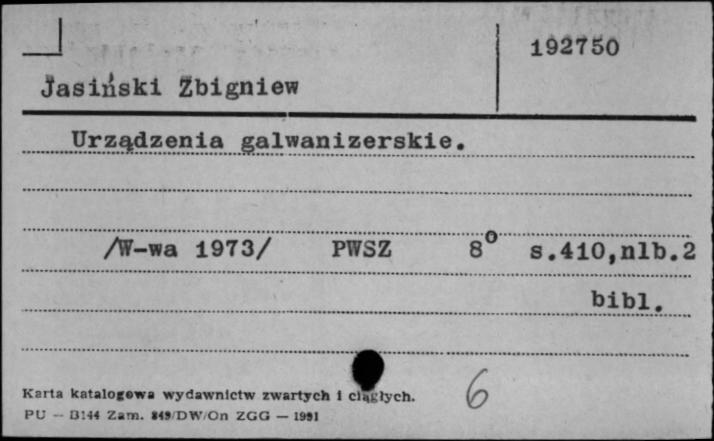 192750
Jasiński Zbigniew
Urządzenia galwanizerskie.
/W-wa 1973/ PWSZ 8° s.410,nlb.2
bibl.
Karta katalogowa wydawnictw zwartych i ciągłych.
6
PU — B144 Zam. 849/DW/On ZGG — 1991